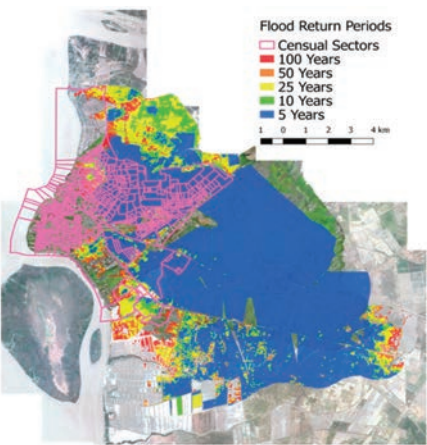 Flood Return Periods
Censual Sectors
100 Years
50 Years
25 Years
10 Years
5 Years
1 0 1 2 3 4 km